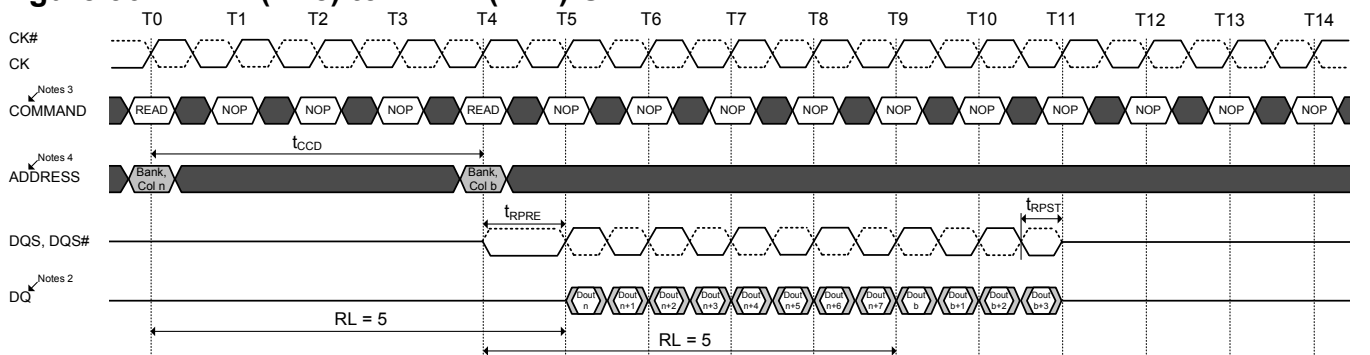 T0 T1 T2 T3 T4 T5 T6 T7 T8 T9 T10 T11 T12 T13 T14
CK#
CK
Notes 3
COMMAND READ NOP NOP NOP READ NOP NOP NOP NOP NOP NOP NOP NOP NOP NOP
tCCD
Notes 4
ADDRESS
Bank, Col n
Bank, Col b
tRPRE
tRPST
DQS, DQS#
Notes 2
DQ
Dout n
Dout n+1
Dout n+2
Dout n+3
Dout n+4
Dout n+5
Dout n+6
Dout n+7
Dout b
Dout b+1
Dout b+2
Dout b+3
RL = 5
RL = 5